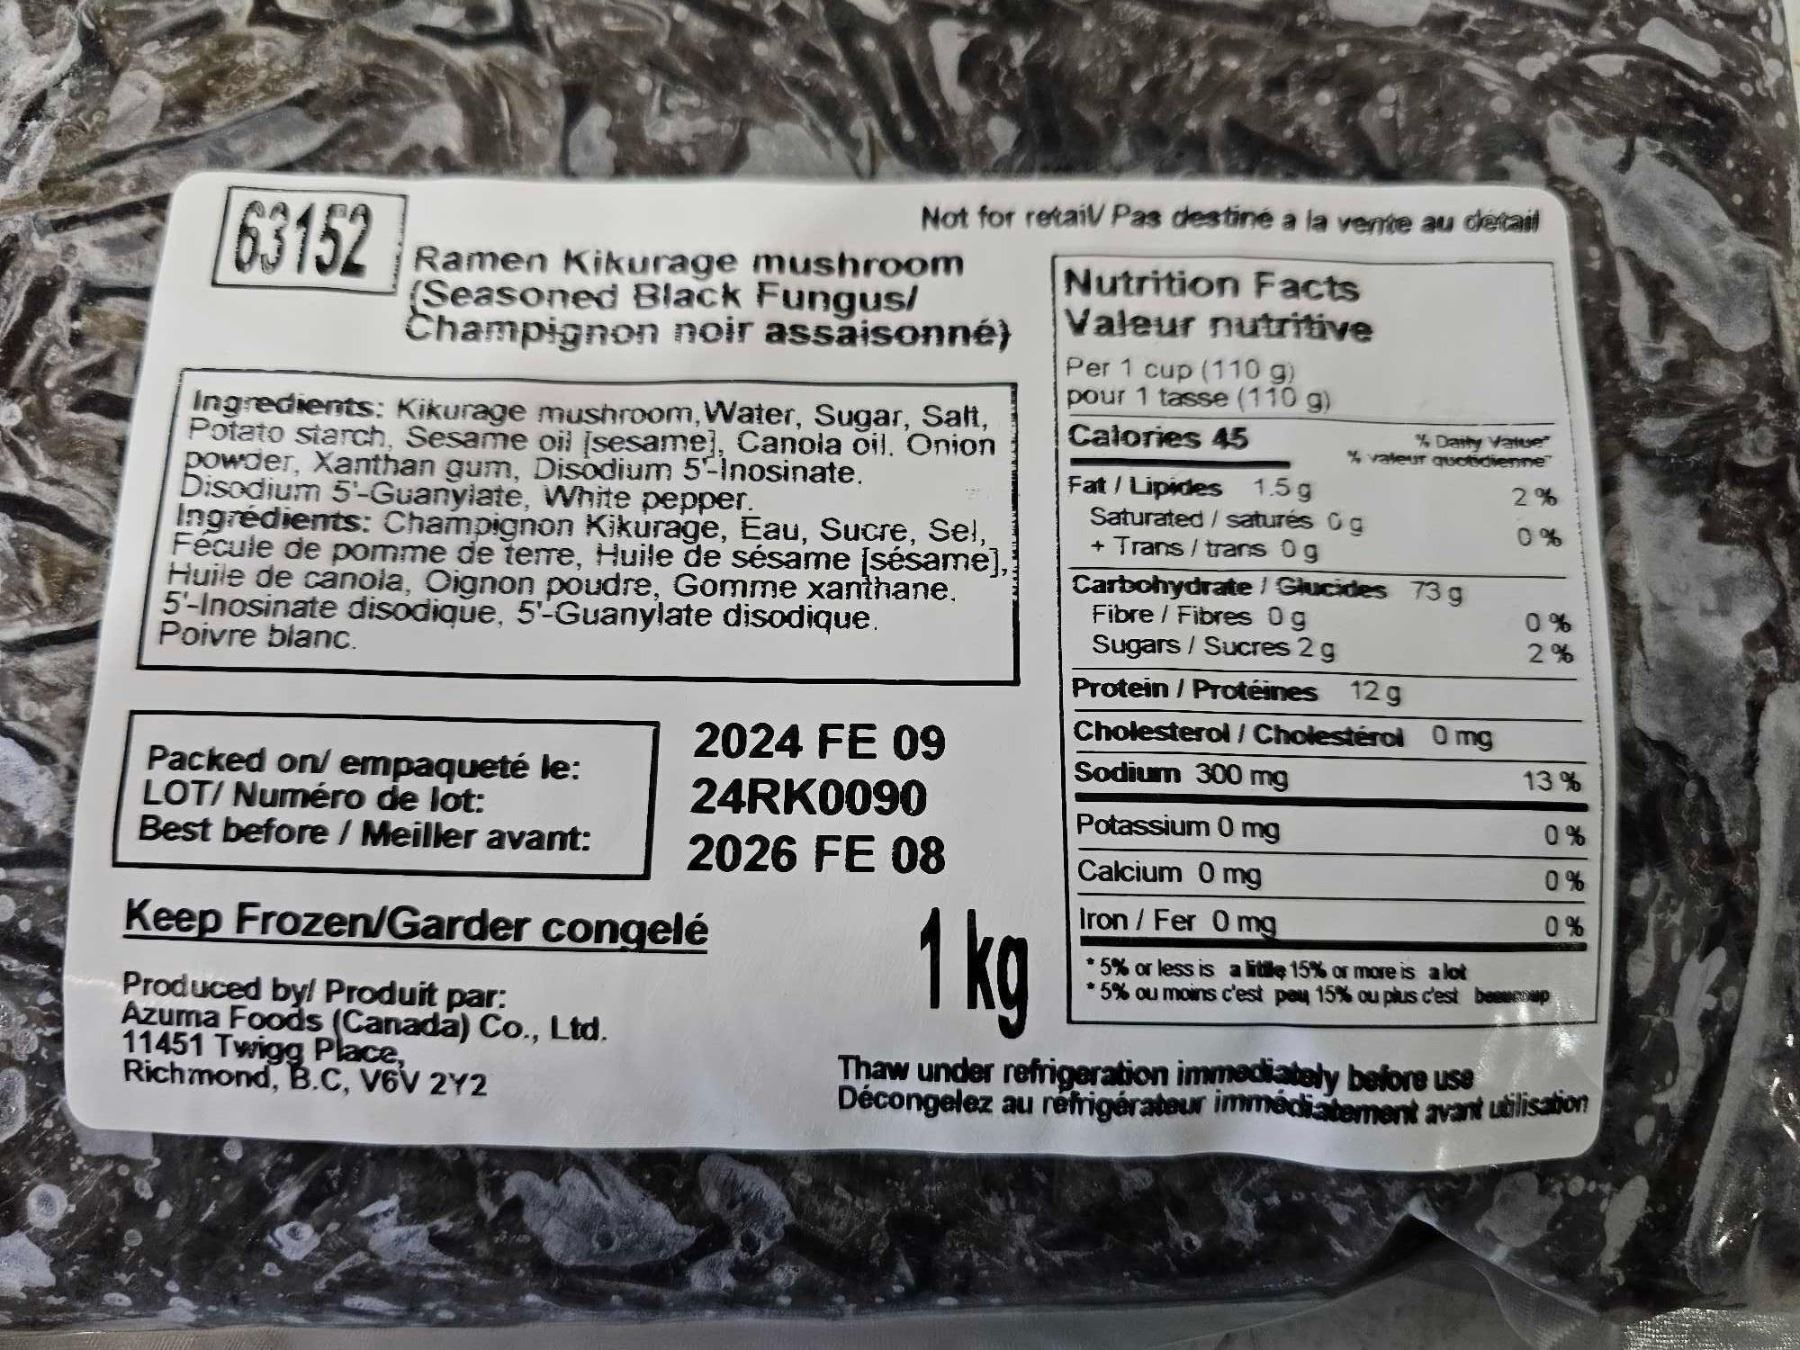 63152
Not for retail/ Pas destiné a la vente au détail
Ramen Kikurage mushroom
(Seasoned Black Fungus/
Champignon noir assaisonné)
Ingredients: Kikurage mushroom, Water, Sugar, Salt,
Potato starch, Sesame oil [sesame], Canola oil, Onion
powder, Xanthan gum, Disodium 5'-Inosinate.
Disodium 5'-Guanylate, White pepper.
Ingrédients: Champignon Kikurage, Eau, Sucre, Sel,
Fécule de pomme de terre, Huile de sésame [sésame],
Huile de canola, Oignon poudre, Gomme xanthane.
5'-Inosinate disodique, 5'-Guanylate disodique.
Poivre blanc.
Packed on/ empaqueté le: 2024 FE 09
LOT/ Numéro de lot: 24RK0090
Best before / Meiller avant: 2026 FE 08
Keep Frozen/Garder congelé
1 kg
Produced by/ Produit par:
Azuma Foods (Canada) Co., Ltd.
11451 Twigg Place,
Richmond, B.C, V6V 2Y2
Nutrition Facts
Valeur nutritive
Per 1 cup (110 g)
pour 1 tasse (110 g)
Calories 45
% Daily Value*
% valeur quotidienne*
Fat / Lipides 1.5 g 2 %
Saturated / saturés 0 g
+ Trans / trans 0 g 0 %
Carbohydrate / Glucides 73 g
Fibre / Fibres 0 g 0 %
Sugars / Sucres 2 g 2 %
Protein / Protéines 12 g
Cholesterol / Cholestérol 0 mg
Sodium 300 mg 13 %
Potassium 0 mg 0 %
Calcium 0 mg 0 %
Iron / Fer 0 mg 0 %
* 5% or less is a little, 15% or more is a lot
* 5% ou moins c'est peu, 15% ou plus c'est beaucoup
Thaw under refrigeration immediately before use
Décongelez au réfrigérateur immédiatement avant utilisation